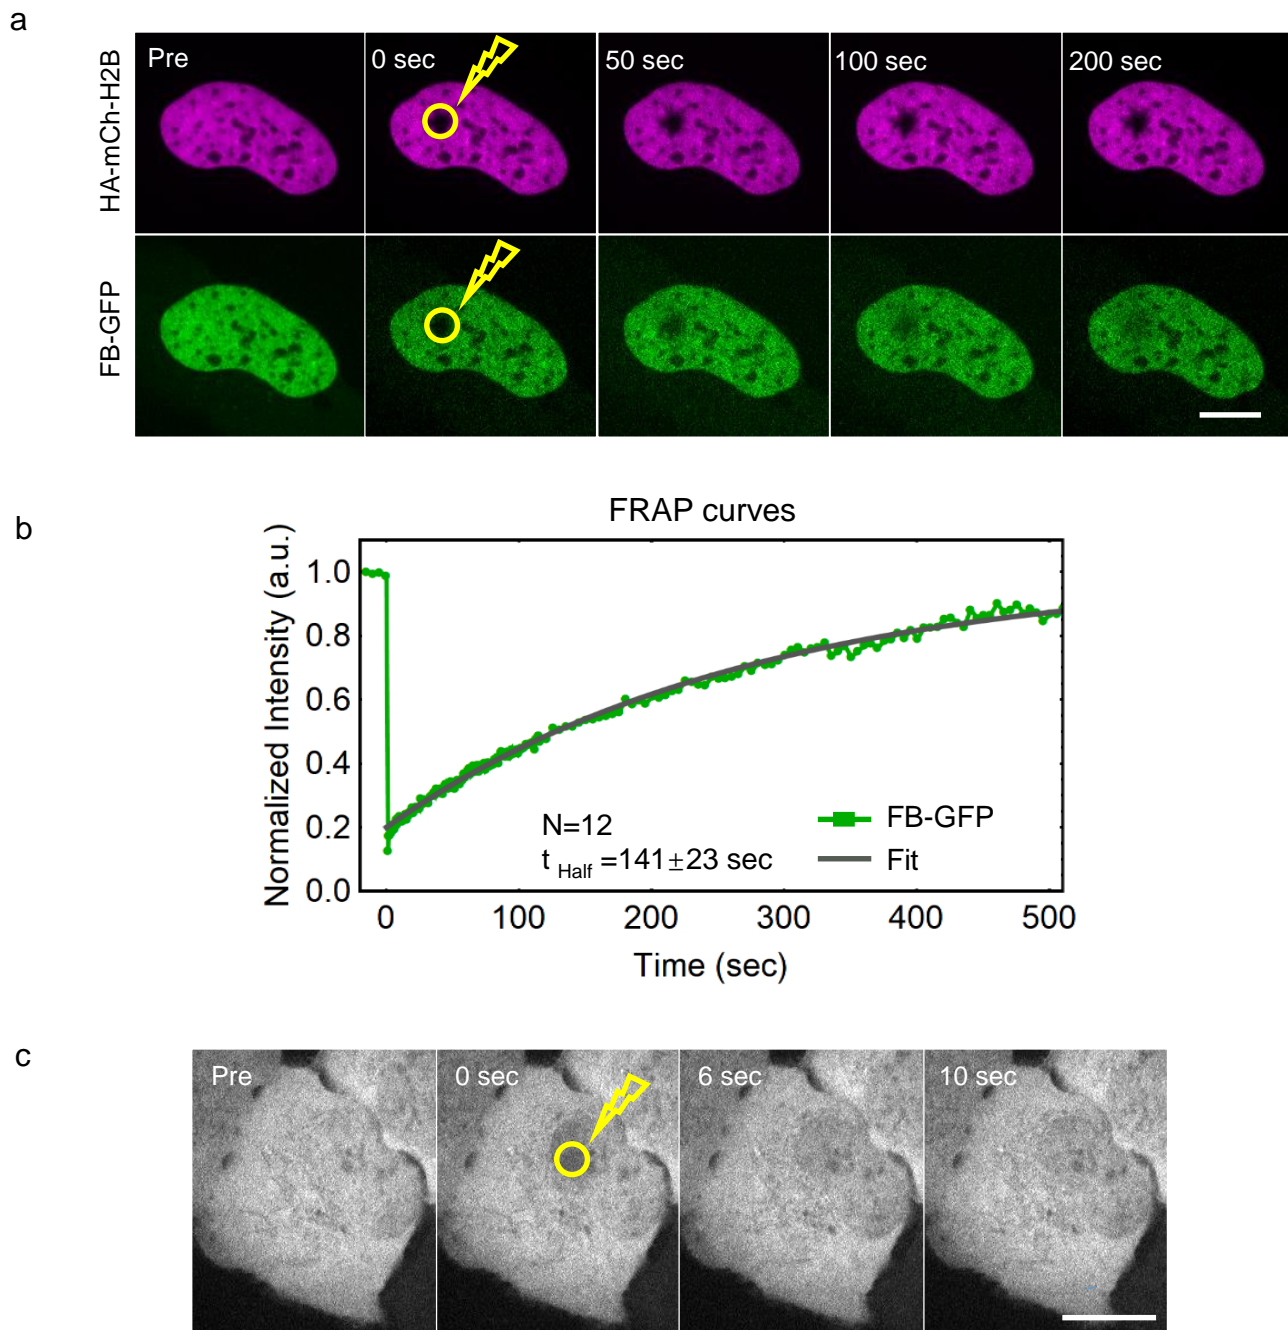 a
HA-mCh-H2B
Pre
0 sec
50 sec
100 sec
200 sec
FB-GFP
b
FRAP curves
Normalized Intensity (a.u.)
1.0
0.8
0.6
0.4
0.2
0.0
N=12
t Half =141±23 sec
FB-GFP
Fit
0 100 200 300 400 500
Time (sec)
c
Pre
0 sec
6 sec
10 sec